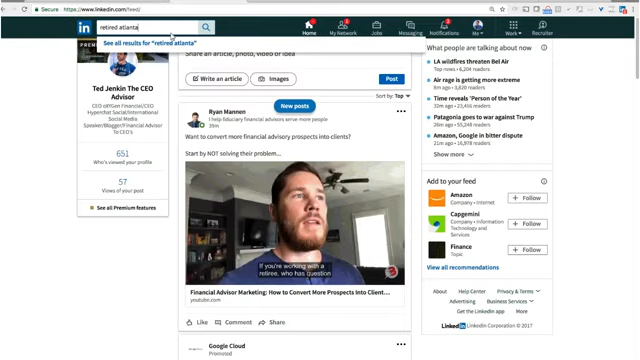 Secure https://www.linkedin.com/feed/
in
retired atlanta
Home
My Network
Jobs
Messaging
Notifications
Me
Work
Recruiter
See all results for "retired atlanta"
PREM
Ted Jenkin The CEO
Advisor
CEO oXYGen Financial/CEO
Hyperchat Social/International
Social Media
Speaker/Blogger/Financial Advisor
To CEO's
651
Who's viewed your profile
57
Views of your post
See all Premium features
Share an article, photo, video or idea
Write an article
Images
Post
Sort by: Top
New posts
Ryan Mannen
I help fiduciary financial advisors serve more people
35m
Want to convert more financial advisory prospects into clients?
Start by NOT solving their problem...
If you're working with a
retiree, who has question
Financial Advisor Marketing: How to Convert More Prospects Into Client...
youtube.com
Like
Comment
Share
Google Cloud
Promoted
What people are talking about now
LA wildfires threaten Bel Air
Air rage is getting more extreme
Time reveals 'Person of the Year'
Patagonia goes to war against Trump
Amazon, Google in bitter dispute
Show more
Add to your feed
Amazon
Company • Internet
+ Follow
Capgemini
Company • Information
Technology and
Services
+ Follow
Finance
Topic
+ Follow
View all recommendations
About
Help Center
Privacy & Terms
Advertising
Business Services
Get the LinkedIn app
More
LinkedIn LinkedIn Corporation © 2017